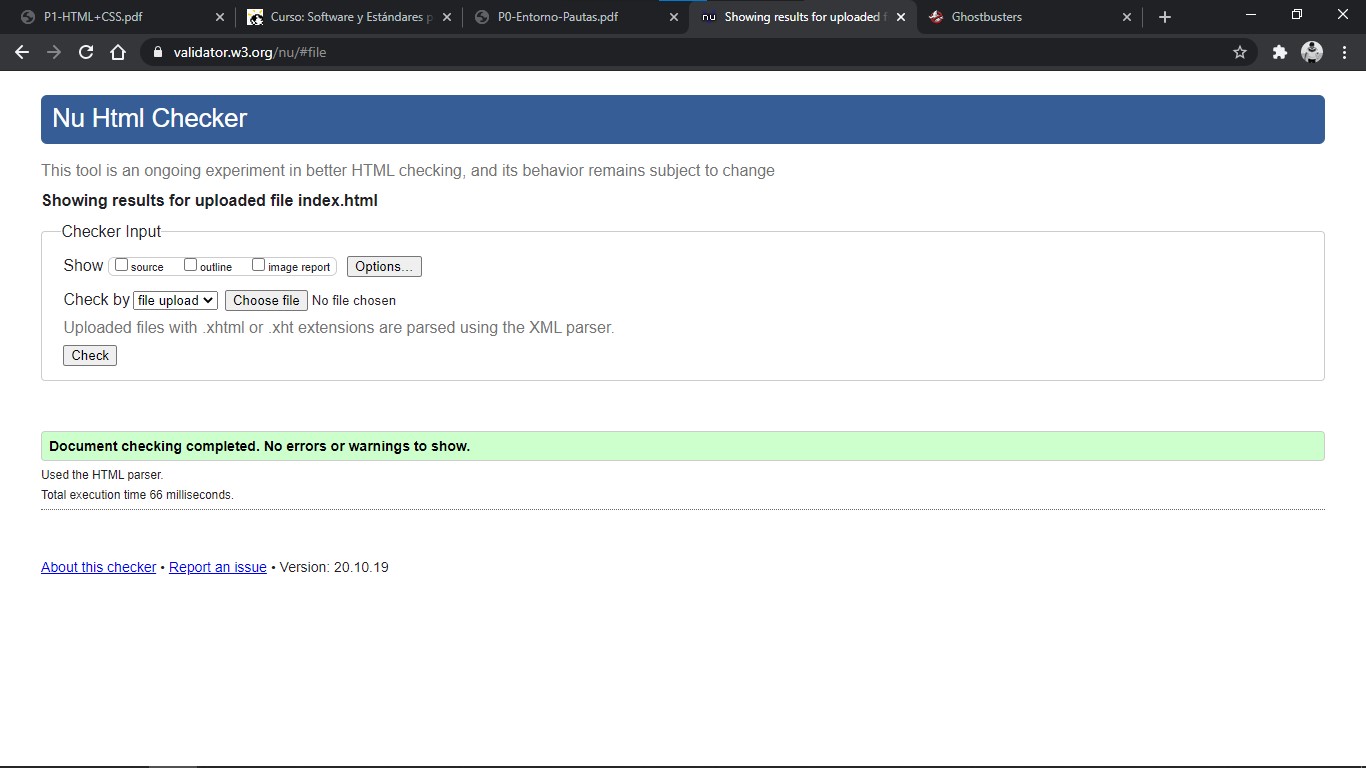 P1-HTML+CSS.pdf
Curso: Software y Estándares p
P0-Entorno-Pautas.pdf
nu Showing results for uploaded f
Ghostbusters
validator.w3.org/nu/#file
Nu Html Checker
This tool is an ongoing experiment in better HTML checking, and its behavior remains subject to change
Showing results for uploaded file index.html
Checker Input
Show source outline image report Options...
Check by file upload Choose file No file chosen
Uploaded files with .xhtml or .xht extensions are parsed using the XML parser.
Check
Document checking completed. No errors or warnings to show.
Used the HTML parser.
Total execution time 66 milliseconds.
About this checker • Report an issue • Version: 20.10.19